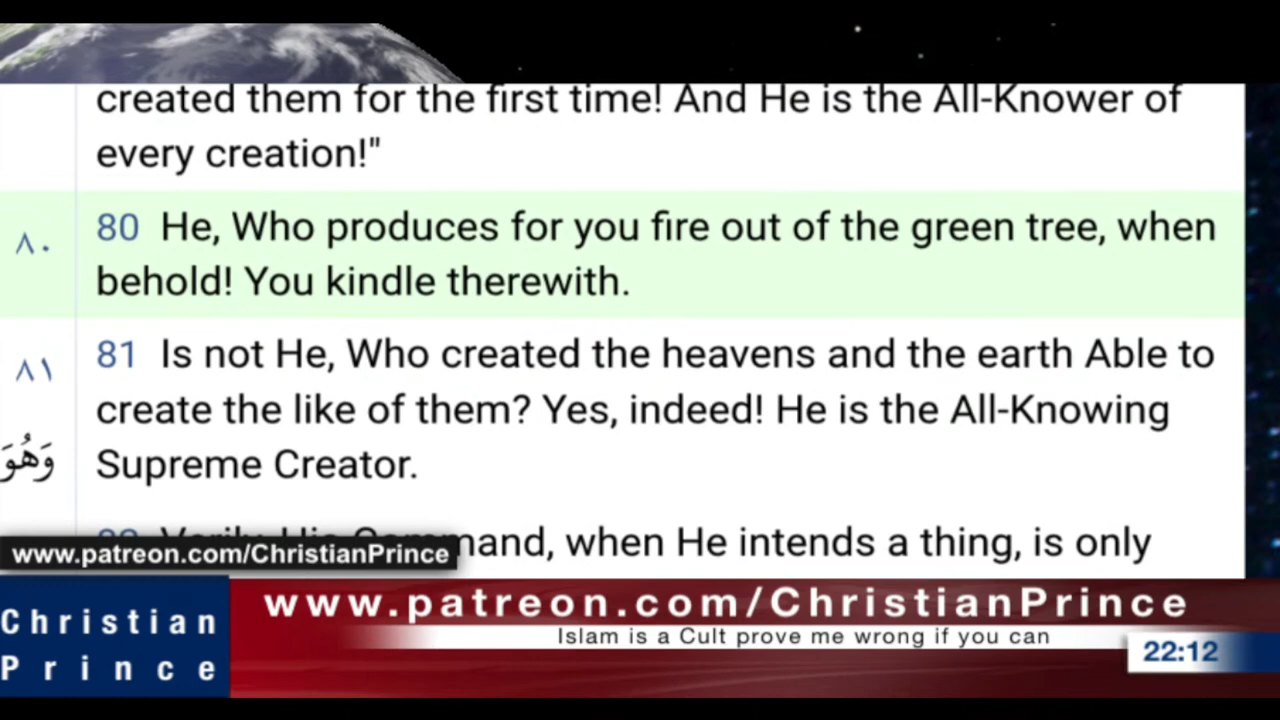 created them for the first time! And He is the All-Knower of
every creation!"
٨٠
80 He, Who produces for you fire out of the green tree, when
behold! You kindle therewith.
٨١
81 Is not He, Who created the heavens and the earth Able to
create the like of them? Yes, indeed! He is the All-Knowing
وَهُوَ
Supreme Creator.
82 Verily, His Command, when He intends a thing, is only
www.patreon.com/ChristianPrince
Christian
Prince
www.patreon.com/ChristianPrince
Islam is a Cult prove me wrong if you can
22:12